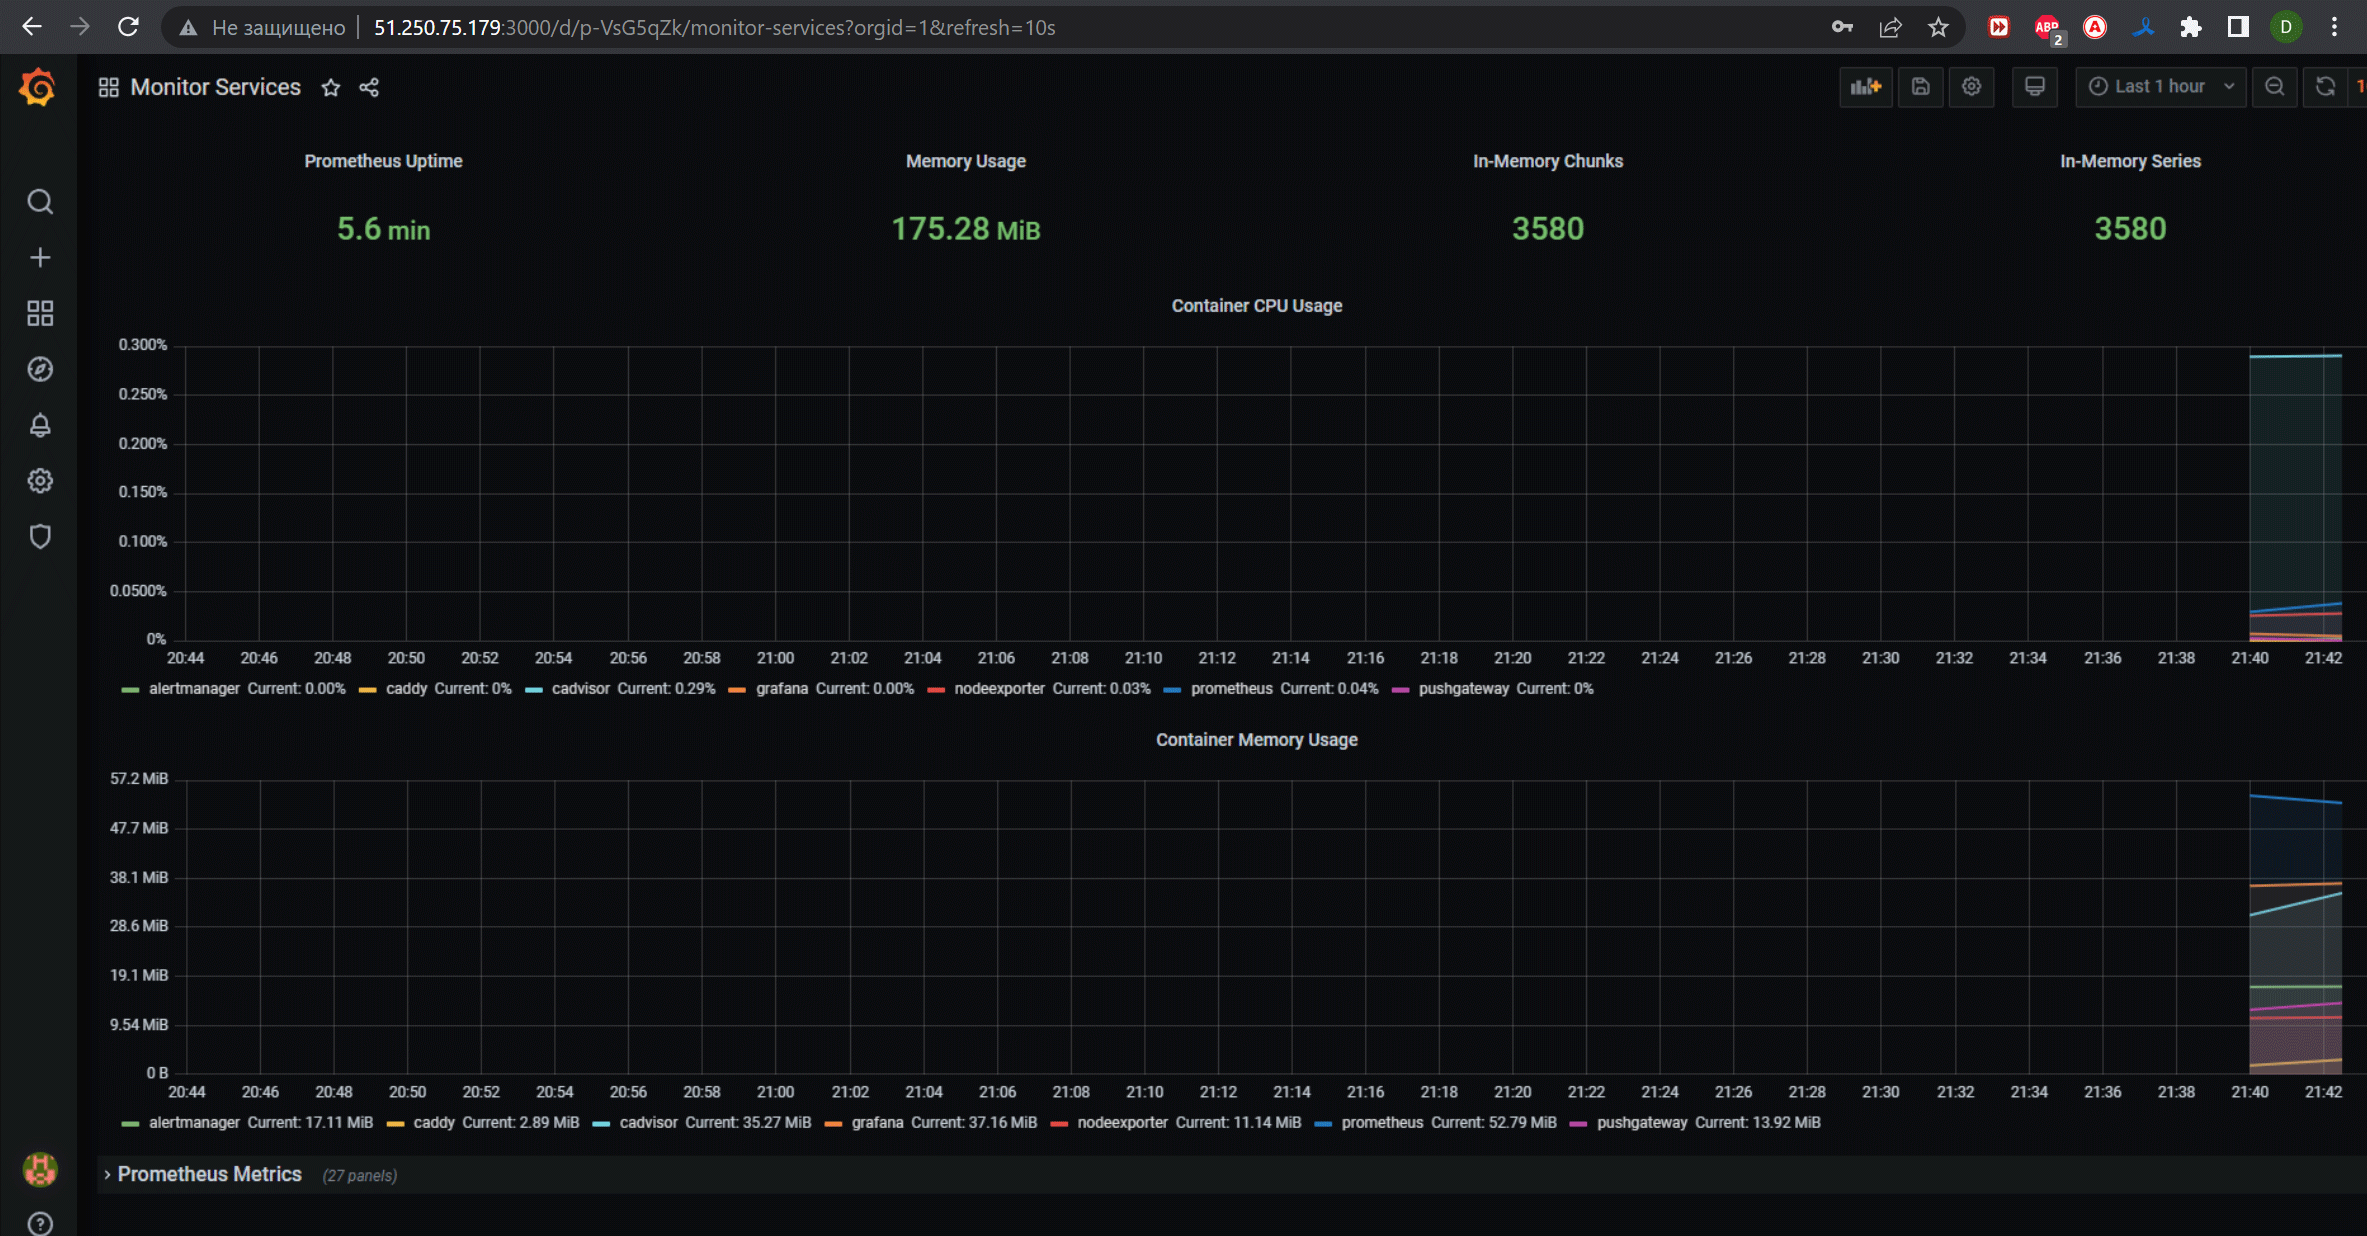 Не защищено 51.250.75.179:3000/d/p-VsG5qZk/monitor-services?orgid=1&refresh=10s ABP 2 A D
Monitor Services Last 1 hour
Prometheus Uptime Memory Usage In-Memory Chunks In-Memory Series
5.6 min 175.28 MiB 3580 3580
Container CPU Usage
0.300%
0.250%
0.200%
0.150%
0.100%
0.0500%
0%
20:44 20:46 20:48 20:50 20:52 20:54 20:56 20:58 21:00 21:02 21:04 21:06 21:08 21:10 21:12 21:14 21:16 21:18 21:20 21:22 21:24 21:26 21:28 21:30 21:32 21:34 21:36 21:38 21:40 21:42
alertmanager Current: 0.00% caddy Current: 0% cadvisor Current: 0.29% grafana Current: 0.00% nodeexporter Current: 0.03% prometheus Current: 0.04% pushgateway Current: 0%
Container Memory Usage
57.2 MiB
47.7 MiB
38.1 MiB
28.6 MiB
19.1 MiB
9.54 MiB
0 B
20:44 20:46 20:48 20:50 20:52 20:54 20:56 20:58 21:00 21:02 21:04 21:06 21:08 21:10 21:12 21:14 21:16 21:18 21:20 21:22 21:24 21:26 21:28 21:30 21:32 21:34 21:36 21:38 21:40 21:42
alertmanager Current: 17.11 MiB caddy Current: 2.89 MiB cadvisor Current: 35.27 MiB grafana Current: 37.16 MiB nodeexporter Current: 11.14 MiB prometheus Current: 52.79 MiB pushgateway Current: 13.92 MiB
Prometheus Metrics (27 panels)